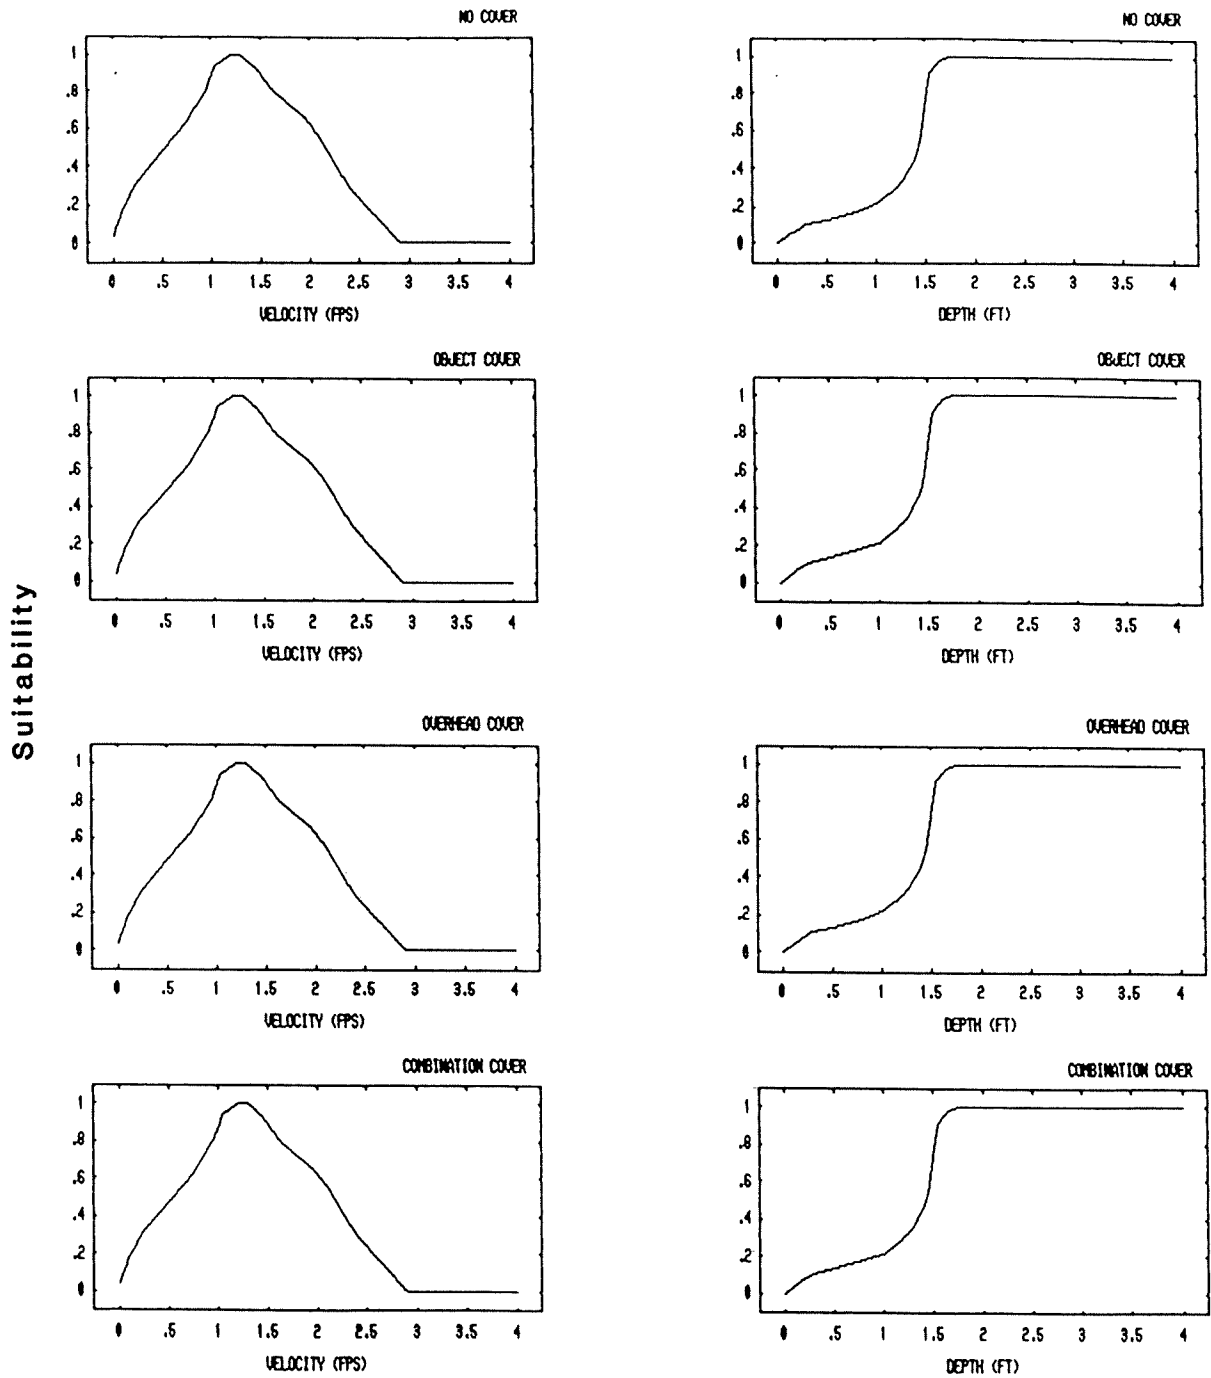 NO COVER
1
.8
.6
.4
.2
0
0 .5 1 1.5 2 2.5 3 3.5 4
VELOCITY (FPS)
NO COVER
1
.8
.6
.4
.2
0
0 .5 1 1.5 2 2.5 3 3.5 4
DEPTH (FT)
Suitability
OBJECT COVER
1
.8
.6
.4
.2
0
0 .5 1 1.5 2 2.5 3 3.5 4
VELOCITY (FPS)
OBJECT COVER
1
.8
.6
.4
.2
0
0 .5 1 1.5 2 2.5 3 3.5 4
DEPTH (FT)
OVERHEAD COVER
1
.8
.6
.4
.2
0
0 .5 1 1.5 2 2.5 3 3.5 4
VELOCITY (FPS)
OVERHEAD COVER
1
.8
.6
.4
.2
0
0 .5 1 1.5 2 2.5 3 3.5 4
DEPTH (FT)
COMBINATION COVER
1
.8
.6
.4
.2
0
0 .5 1 1.5 2 2.5 3 3.5 4
VELOCITY (FPS)
COMBINATION COVER
1
.8
.6
.4
.2
0
0 .5 1 1.5 2 2.5 3 3.5 4
DEPTH (FT)